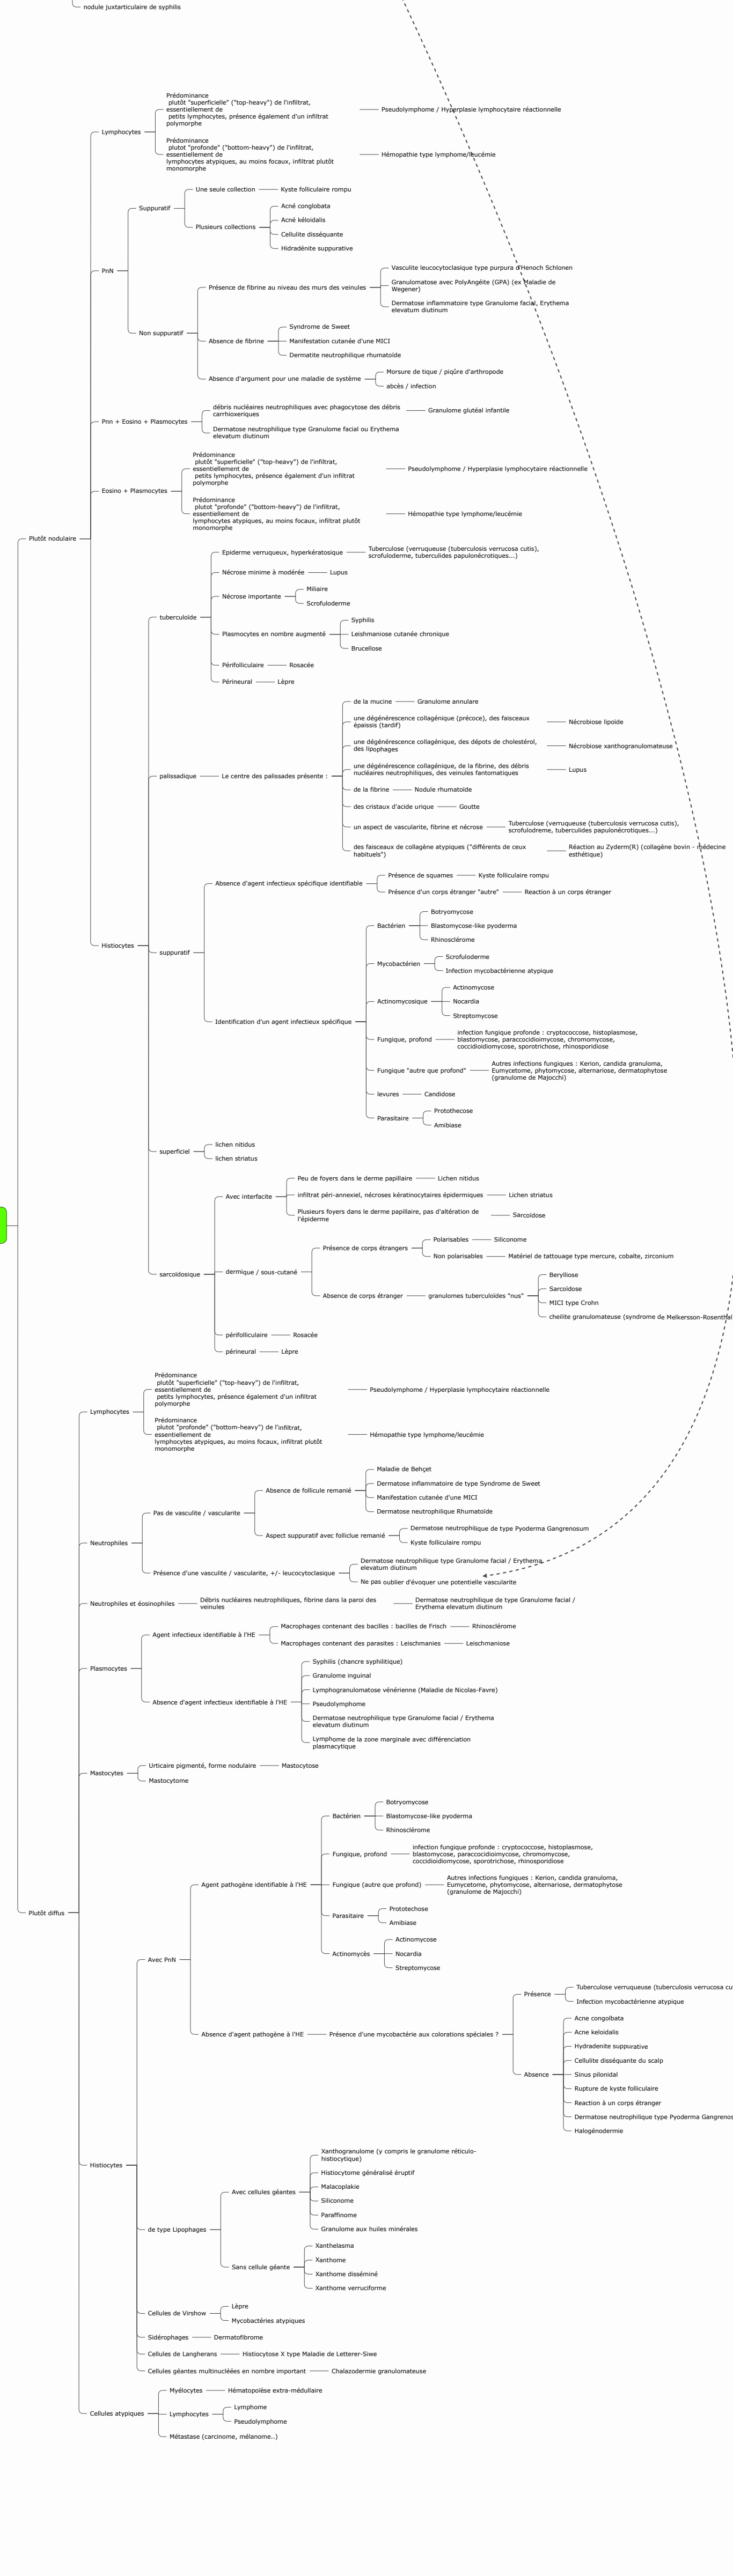 nodule juxtarticulaire de syphilis
Plutôt nodulaire
Lymphocytes
Prédominance
plutôt "superficielle" ("top-heavy") de l'infiltrat,
essentiellement de
petits lymphocytes, présence également d'un infiltrat
polymorphe
Pseudolymphome / Hyperplasie lymphocytaire réactionnelle
Prédominance
plutot "profonde" ("bottom-heavy") de l'infiltrat,
essentiellement de
lymphocytes atypiques, au moins focaux, infiltrat plutôt
monomorphe
Hémopathie type lymphome/leucémie
PnN
Suppuratif
Une seule collection
Kyste folliculaire rompu
Plusieurs collections
Acné conglobata
Acné kéloidalis
Cellulite disséquante
Hidradénite suppurative
Non suppuratif
Présence de fibrine au niveau des murs des veinules
Vasculite leucocytoclasique type purpura d'Henoch Schlonen
Granulomatose avec PolyAngéite (GPA) (ex Maladie de
Wegener)
Dermatose inflammatoire type Granulome facial, Erythema
elevatum diutinum
Absence de fibrine
Syndrome de Sweet
Manifestation cutanée d'une MICI
Dermatite neutrophilique rhumatoïde
Absence d'argument pour une maladie de système
Morsure de tique / piqûre d'arthropode
abcès / infection
Pnn + Eosino + Plasmocytes
débris nucléaires neutrophiliques avec phagocytose des débris
carrhioxeriques
Granulome glutéal infantile
Dermatose neutrophilique type Granulome facial ou Erythema
elevatum diutinum
Eosino + Plasmocytes
Prédominance
plutôt "superficielle" ("top-heavy") de l'infiltrat,
essentiellement de
petits lymphocytes, présence également d'un infiltrat
polymorphe
Pseudolymphome / Hyperplasie lymphocytaire réactionnelle
Prédominance
plutot "profonde" ("bottom-heavy") de l'infiltrat,
essentiellement de
lymphocytes atypiques, au moins focaux, infiltrat plutôt
monomorphe
Hémopathie type lymphome/leucémie
Histiocytes
tuberculoïde
Epiderme verruqueux, hyperkératosique
Tuberculose (verruqueuse (tuberculosis verrucosa cutis),
scrofuloderme, tuberculides papulonécrotiques...)
Nécrose minime à modérée
Lupus
Nécrose importante
Miliaire
Scrofuloderme
Plasmocytes en nombre augmenté
Syphilis
Leishmaniose cutanée chronique
Brucellose
Périfolliculaire
Rosacée
Périneural
Lèpre
palissadique
Le centre des palissades présente :
de la mucine
Granulome annulare
une dégénérescence collagénique (précoce), des faisceaux
épaissis (tardif)
Nécrobiose lipoïde
une dégénérescence collagénique, des dépots de cholestérol,
des lipophages
Nécrobiose xanthogranulomateuse
une dégénérescence collagénique, de la fibrine, des débris
nucléaires neutrophiliques, des veinules fantomatiques
Lupus
de la fibrine
Nodule rhumatoïde
des cristaux d'acide urique
Goutte
un aspect de vascularite, fibrine et nécrose
Tuberculose (verruqueuse (tuberculosis verrucosa cutis),
scrofulodreme, tuberculides papulonécrotiques...)
des faisceaux de collagène atypiques ("différents de ceux
habituels")
Réaction au Zyderm(R) (collagène bovin - médecine
esthétique)
suppuratif
Absence d'agent infectieux spécifique identifiable
Présence de squames
Kyste folliculaire rompu
Présence d'un corps étranger "autre"
Reaction à un corps étranger
Identification d'un agent infectieux spécifique
Bactérien
Botryomycose
Blastomycose-like pyoderma
Rhinosclérome
Mycobactérien
Scrofuloderme
Infection mycobactérienne atypique
Actinomycosique
Actinomycose
Nocardia
Streptomycose
Fungique, profond
infection fungique profonde : cryptococcose, histoplasmose,
blastomycose, paraccocidioimycose, chromomycose,
coccidioidiomycose, sporotrichose, rhinosporidiose
Fungique "autre que profond"
Autres infections fungiques : Kerion, candida granuloma,
Eumycetome, phytomycose, alternariose, dermatophytose
(granulome de Majocchi)
levures
Candidose
Parasitaire
Protothecose
Amibiase
superficiel
lichen nitidus
lichen striatus
sarcoïdosique
Avec interfacite
Peu de foyers dans le derme papillaire
Lichen nitidus
infiltrat péri-annexiel, nécroses kératinocytaires épidermiques
Lichen striatus
Plusieurs foyers dans le derme papillaire, pas d'altération de
l'épiderme
Sarcoïdose
dermique / sous-cutané
Présence de corps étrangers
Polarisables
Siliconome
Non polarisables
Matériel de tattouage type mercure, cobalte, zirconium
Absence de corps étranger
granulomes tuberculoïdes "nus"
Berylliose
Sarcoïdose
MICI type Crohn
cheilite granulomateuse (syndrome de Melkersson-Rosenthal
périfolliculaire
Rosacée
périneural
Lèpre
Plutôt diffus
Lymphocytes
Prédominance
plutôt "superficielle" ("top-heavy") de l'infiltrat,
essentiellement de
petits lymphocytes, présence également d'un infiltrat
polymorphe
Pseudolymphome / Hyperplasie lymphocytaire réactionnelle
Prédominance
plutot "profonde" ("bottom-heavy") de l'infiltrat,
essentiellement de
lymphocytes atypiques, au moins focaux, infiltrat plutôt
monomorphe
Hémopathie type lymphome/leucémie
Neutrophiles
Pas de vasculite / vascularite
Absence de follicule remanié
Maladie de Behçet
Dermatose inflammatoire de type Syndrome de Sweet
Manifestation cutanée d'une MICI
Dermatose neutrophilique Rhumatoïde
Aspect suppuratif avec folliclue remanié
Dermatose neutrophilique de type Pyoderma Gangrenosum
Kyste folliculaire rompu
Présence d'une vasculite / vascularite, +/- leucocytoclasique
Dermatose neutrophilique type Granulome facial / Erythema
elevatum diutinum
Ne pas oublier d'évoquer une potentielle vascularite
Neutrophiles et éosinophiles
Débris nucléaires neutrophiliques, fibrine dans la paroi des
veinules
Dermatose neutrophilique de type Granulome facial /
Erythema elevatum diutinum
Plasmocytes
Agent infectieux identifiable à l'HE
Macrophages contenant des bacilles : bacilles de Frisch
Rhinosclérome
Macrophages contenant des parasites : Leischmanies
Leischmaniose
Absence d'agent infectieux identifiable à l'HE
Syphilis (chancre syphilitique)
Granulome inguinal
Lymphogranulomatose vénérienne (Maladie de Nicolas-Favre)
Pseudolymphome
Dermatose neutrophilique type Granulome facial / Erythema
elevatum diutinum
Lymphome de la zone marginale avec différenciation
plasmacytique
Mastocytes
Urticaire pigmenté, forme nodulaire
Mastocytose
Mastocytome
Histiocytes
Avec PnN
Agent pathogène identifiable à l'HE
Bactérien
Botryomycose
Blastomycose-like pyoderma
Rhinosclérome
Fungique, profond
infection fungique profonde : cryptococcose, histoplasmose,
blastomycose, paraccocidioimycose, chromomycose,
coccidioidiomycose, sporotrichose, rhinosporidiose
Fungique (autre que profond)
Autres infections fungiques : Kerion, candida granuloma,
Eumycetome, phytomycose, alternariose, dermatophytose
(granulome de Majocchi)
Parasitaire
Prototechose
Amibiase
Actinomycès
Actinomycose
Nocardia
Streptomycose
Absence d'agent pathogène à l'HE
Présence d'une mycobactérie aux colorations spéciales ?
Présence
Tuberculose verruqueuse (tuberculosis verrucosa cu
Infection mycobactérienne atypique
Absence
Acne congolbata
Acne keloidalis
Hydradenite suppurative
Cellulite disséquante du scalp
Sinus pilonidal
Rupture de kyste folliculaire
Reaction à un corps étranger
Dermatose neutrophilique type Pyoderma Gangrenos
Halogénodermie
de type Lipophages
Avec cellules géantes
Xanthogranulome (y compris le granulome réticulo-
histiocytique)
Histiocytome généralisé éruptif
Malacoplakie
Siliconome
Paraffinome
Granulome aux huiles minérales
Sans cellule géante
Xanthelasma
Xanthome
Xanthome disséminé
Xanthome verruciforme
Cellules de Virshow
Lèpre
Mycobactéries atypiques
Sidérophages
Dermatofibrome
Cellules de Langherans
Histiocytose X type Maladie de Letterer-Siwe
Cellules géantes multinucléées en nombre important
Chalazodermie granulomateuse
Cellules atypiques
Myélocytes
Hématopoïèse extra-médullaire
Lymphocytes
Lymphome
Pseudolymphome
Métastase (carcinome, mélanome...)